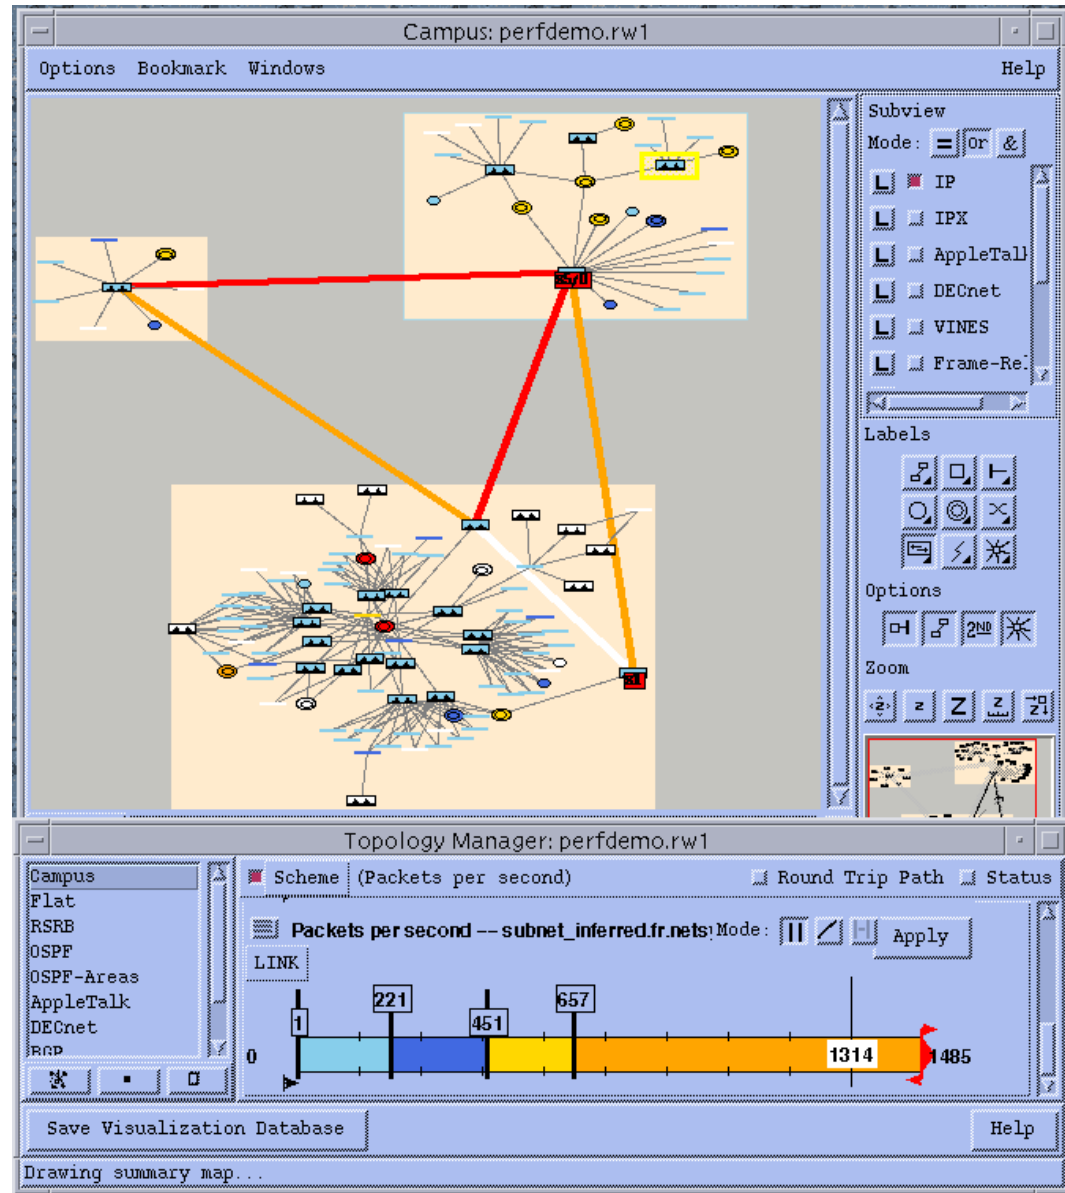 Campus: perfdemo.rw1
Options Bookmark Windows Help
Subview
Mode: = Or &
L IP
L IPX
L AppleTal
L DECnet
L VINES
L Frame-Re
Labels
Options
2ND
Zoom
z z Z z z
s1
Topology Manager: perfdemo.rw1
Campus
Flat
RSRB
OSPF
OSPF-Areas
AppleTalk
DECnet
BGP
Scheme (Packets per second) Round Trip Path Status
Packets per second -- subnet_inferred.fr.nets Mode: Apply
LINK
221 657
1 451
0 1314 1485
Save Visualization Database Help
Drawing summary map...